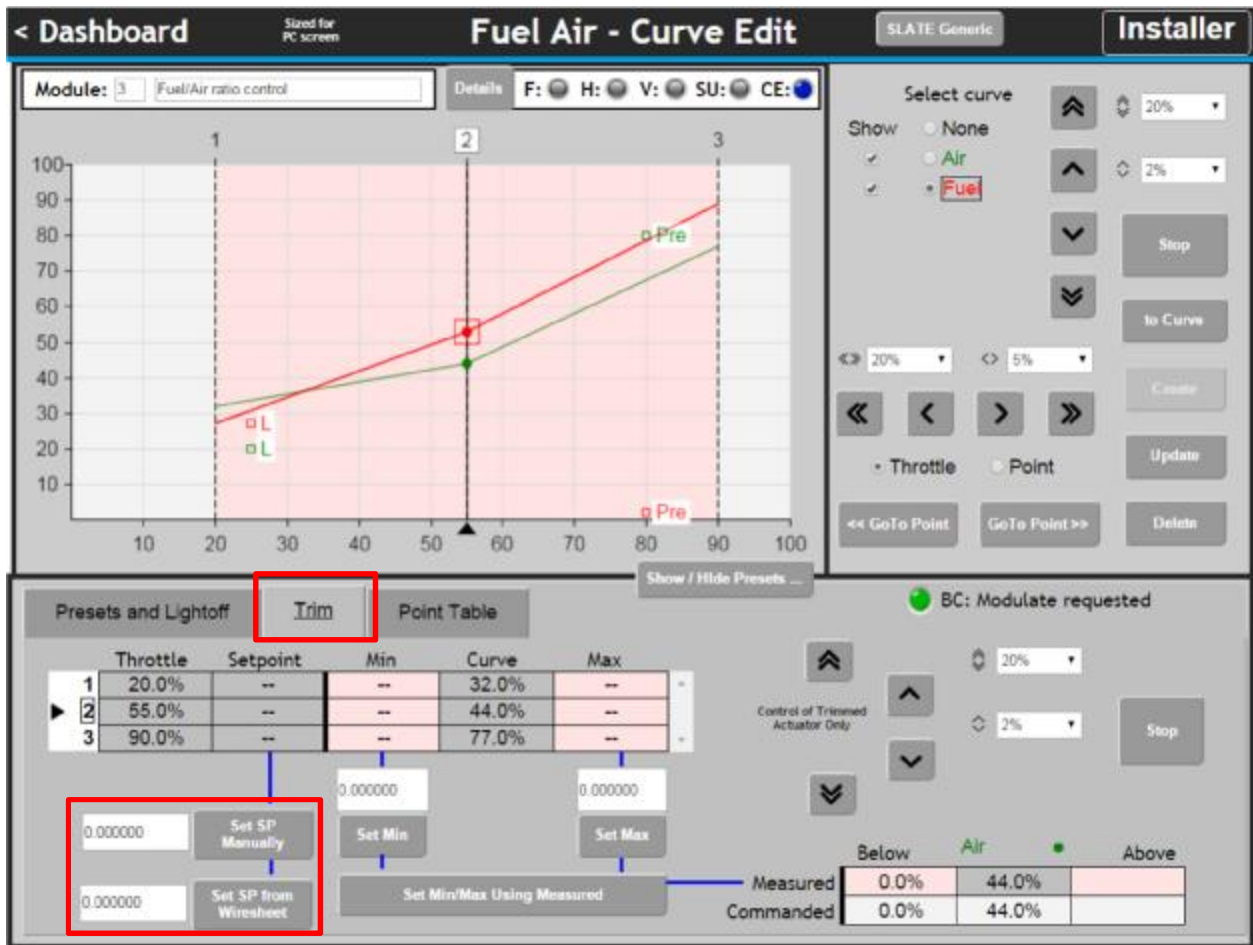 < Dashboard
Sized for
PC screen
Fuel Air - Curve Edit
SLATE Generic
Installer
Module: 3 Fuel/Air ratio control
Details
F: H: V: SU: CE:
1 2 3
100
90
80
70
60
50
40
30
20
10
Pre
L
L
Pre
10 20 30 40 50 60 70 80 90 100
Select curve
Show
None
Air
Fuel
20%
2%
Stop
to Curve
20%
5%
Create
Throttle
Point
Update
<< GoTo Point
GoTo Point >>
Delete
Show / Hide Presets ...
Presets and Lightoff
Trim
Point Table
BC: Modulate requested
Throttle Setpoint Min Curve Max
1 20.0% -- -- 32.0% --
2 55.0% -- -- 44.0% --
3 90.0% -- -- 77.0% --
0.000000
0.000000
0.000000
Set SP
Manually
Set Min
Set Max
0.000000
Set SP from
Wiresheet
Set Min/Max Using Measured
20%
Control of Trimmed
Actuator Only
2%
Stop
Below Air Above
Measured 0.0% 44.0%
Commanded 0.0% 44.0%